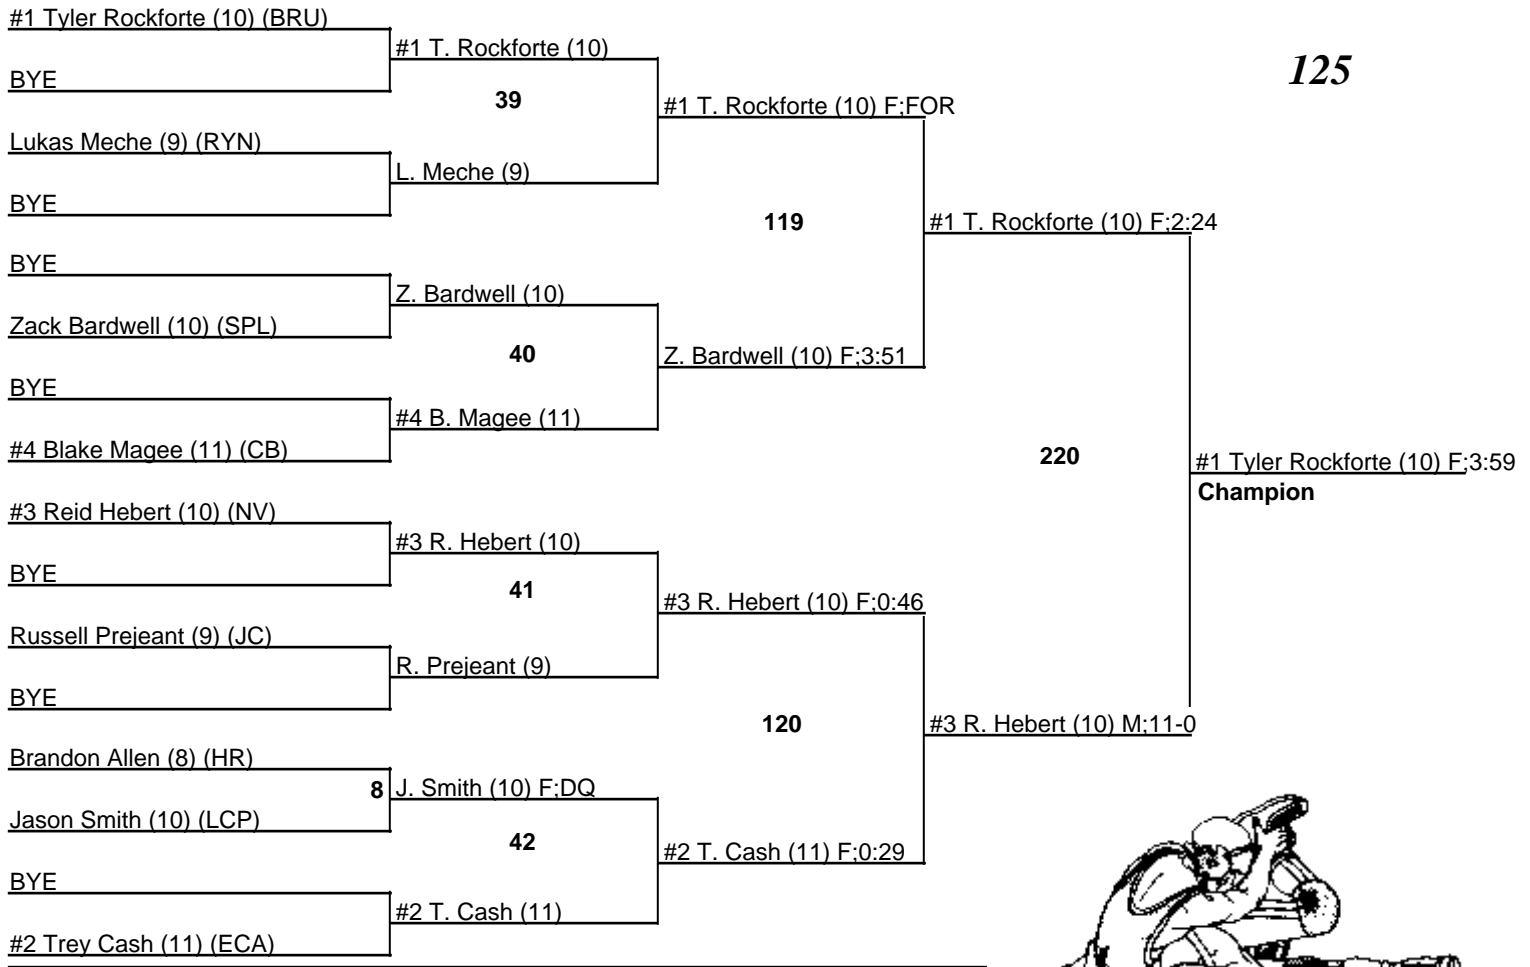 #1 Tyler Rockforte (10) (BRU)
#1 T. Rockforte (10)
125
BYE
39
#1 T. Rockforte (10) F;FOR
Lukas Meche (9) (RYN)
L. Meche (9)
BYE
119
#1 T. Rockforte (10) F;2:24
BYE
Z. Bardwell (10)
Zack Bardwell (10) (SPL)
40
Z. Bardwell (10) F;3:51
BYE
#4 B. Magee (11)
#4 Blake Magee (11) (CB)
220
#1 Tyler Rockforte (10) F;3:59
Champion
#3 Reid Hebert (10) (NV)
#3 R. Hebert (10)
BYE
41
#3 R. Hebert (10) F;0:46
Russell Prejeant (9) (JC)
R. Prejeant (9)
BYE
120
#3 R. Hebert (10) M;11-0
Brandon Allen (8) (HR)
8
J. Smith (10) F;DQ
Jason Smith (10) (LCP)
42
#2 T. Cash (11) F;0:29
BYE
#2 T. Cash (11)
#2 Trey Cash (11) (ECA)